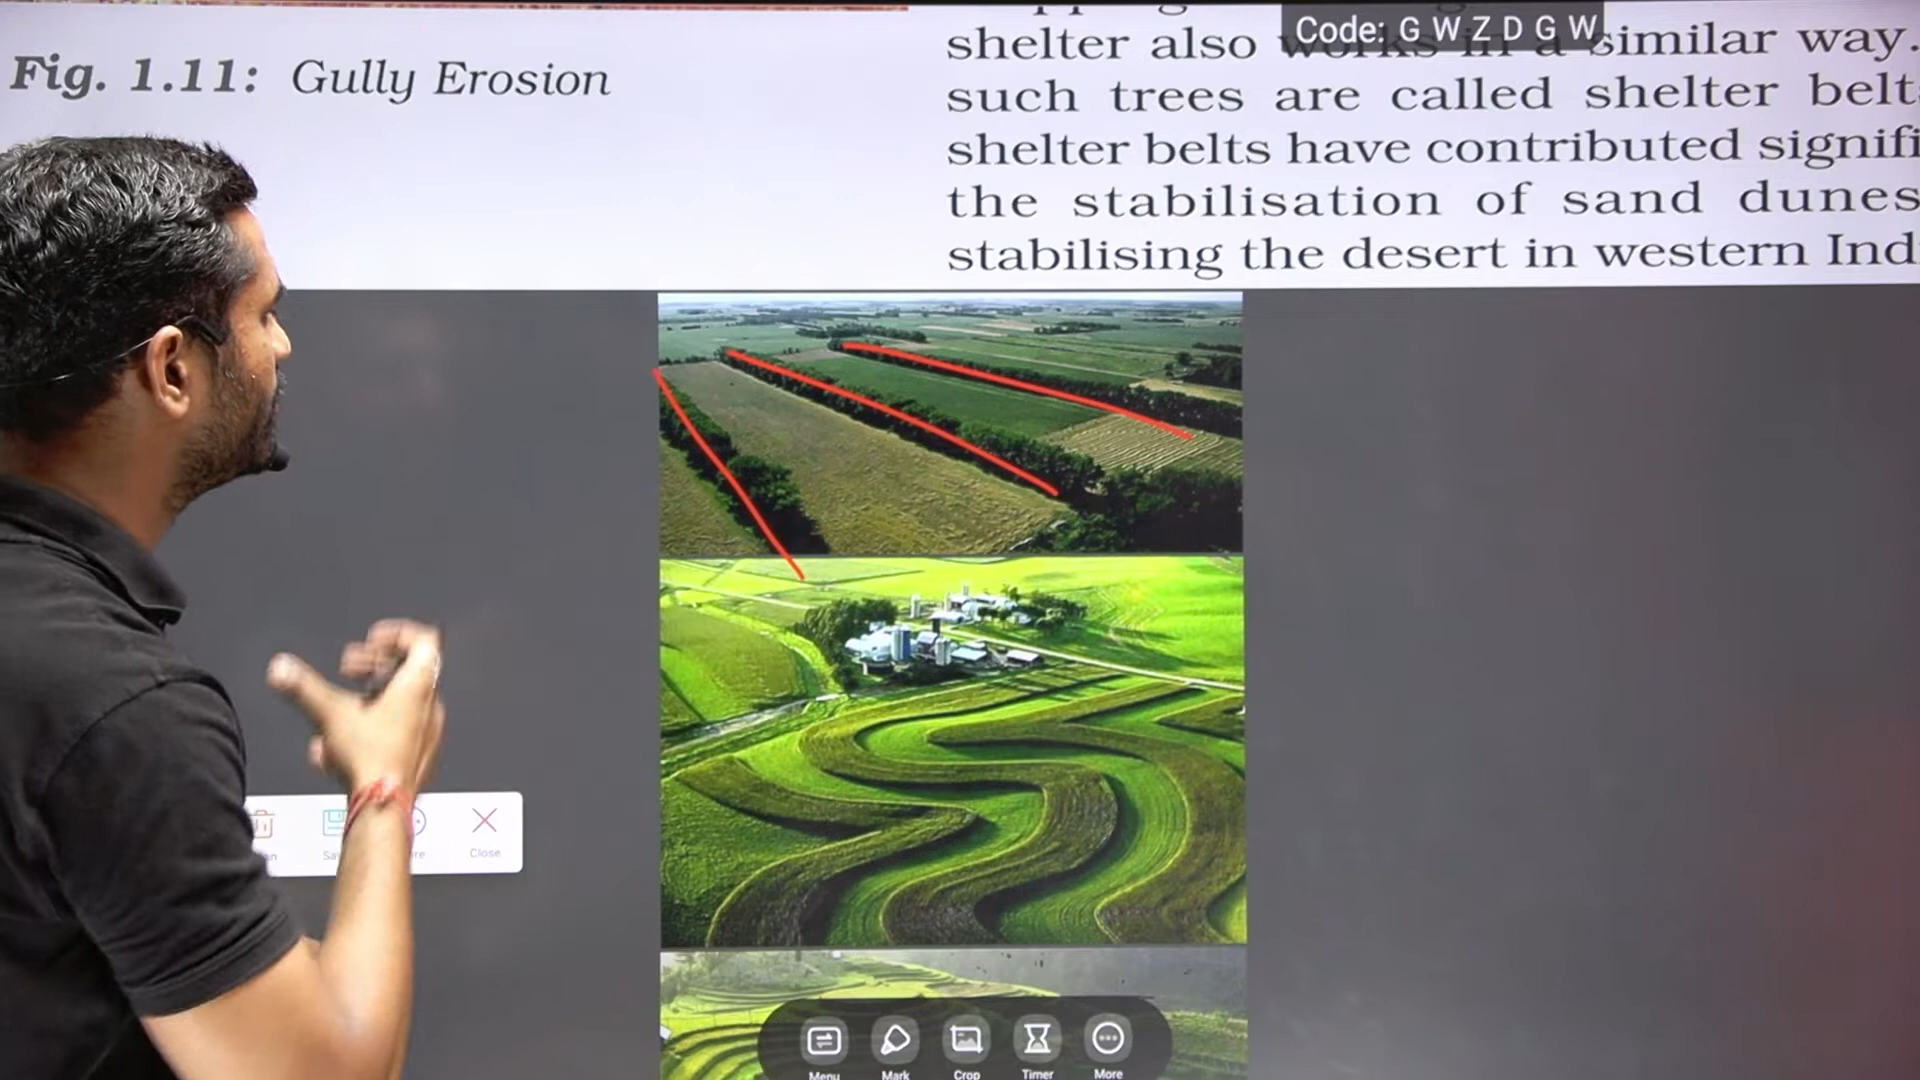 Code: G W Z D G W
Fig. 1.11: Gully Erosion
shelter also works in a similar way.
such trees are called shelter belt
shelter belts have contributed signifi
the stabilisation of sand dunes
stabilising the desert in western Ind
Close
Menu
Mark
Crop
Timer
More